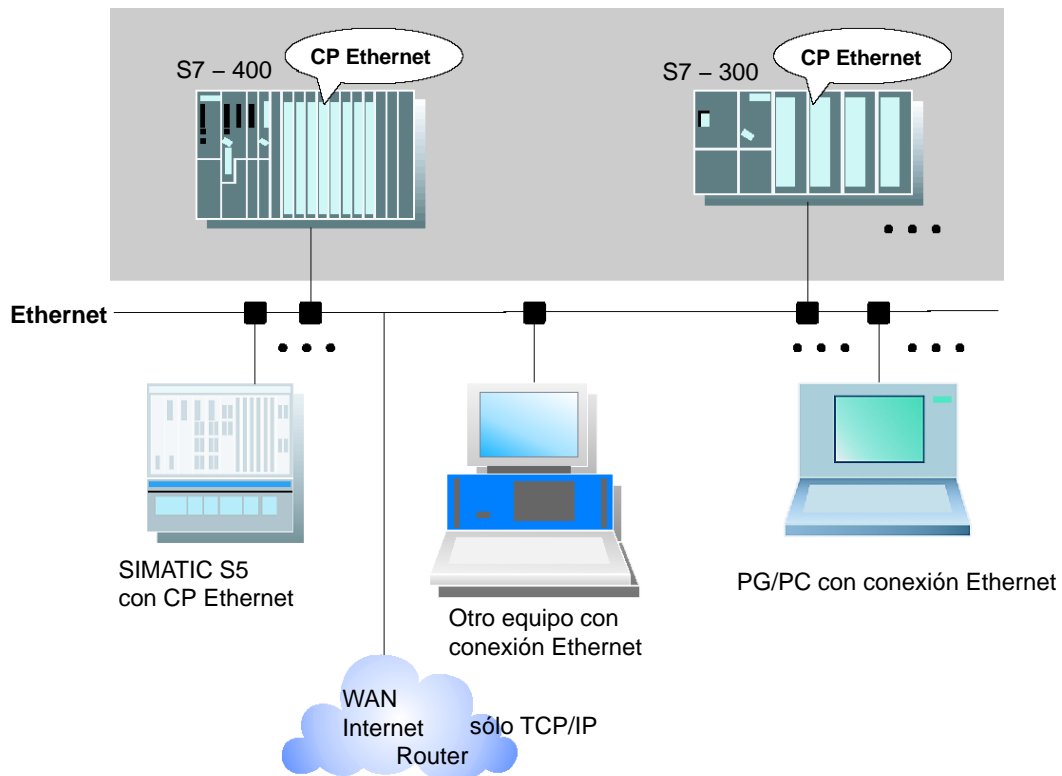 CP Ethernet
CP Ethernet
S7 – 400
S7 – 300
Ethernet
SIMATIC S5
con CP Ethernet
Otro equipo con
conexión Ethernet
PG/PC con conexión Ethernet
WAN
Internet
Router
sólo TCP/IP